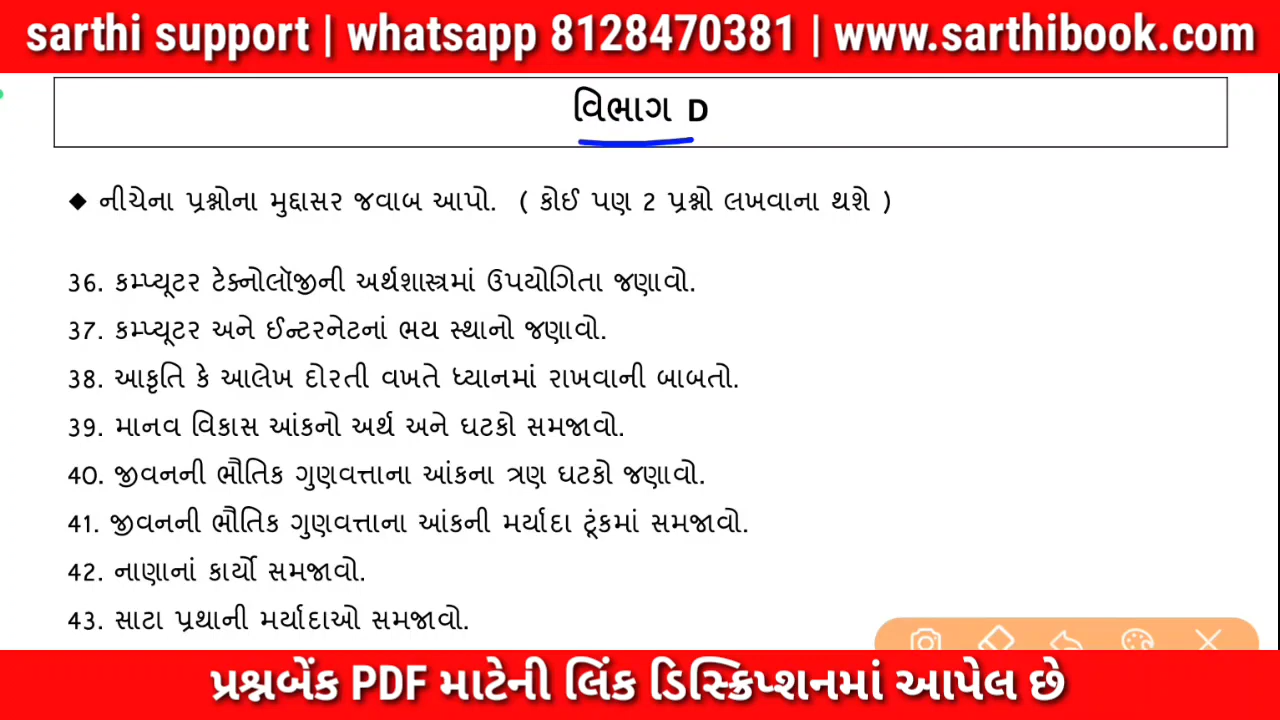 sarthi support | whatsapp 8128470381 | www.sarthibook.com
વિભાગ D
◆ નીચેના પ્રશ્નોના મુદ્દાસર જવાબ આપો. ( કોઈ પણ 2 પ્રશ્નો લખવાના થશે )
36. કમ્પ્યૂટર ટેક્નોલૉજીની અર્થશાસ્ત્રમાં ઉપયોગિતા જણાવો.
37. કમ્પ્યૂટર અને ઈન્ટરનેટનાં ભય સ્થાનો જણાવો.
38. આકૃતિ કે આલેખ દોરતી વખતે ધ્યાનમાં રાખવાની બાબતો.
39. માનવ વિકાસ આંકનો અર્થ અને ઘટકો સમજાવો.
40. જીવનની ભૌતિક ગુણવત્તાના આંકના ત્રણ ઘટકો જણાવો.
41. જીવનની ભૌતિક ગુણવત્તાના આંકની મર્યાદા ટૂંકમાં સમજાવો.
42. નાણાનાં કાર્યો સમજાવો.
43. સાટા પ્રથાની મર્યાદાઓ સમજાવો.
પ્રશ્નબેંક PDF માટેની લિંક ડિસ્ક્રિપ્શનમાં આપેલ છે